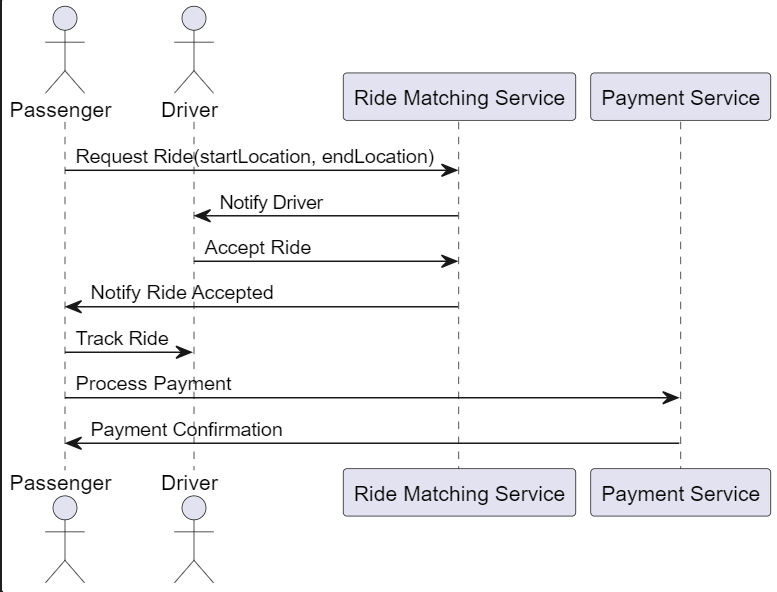 Passenger
Driver
Ride Matching Service
Payment Service
Request Ride(startLocation, endLocation)
Notify Driver
Accept Ride
Notify Ride Accepted
Track Ride
Process Payment
Payment Confirmation
Passenger
Driver
Ride Matching Service
Payment Service